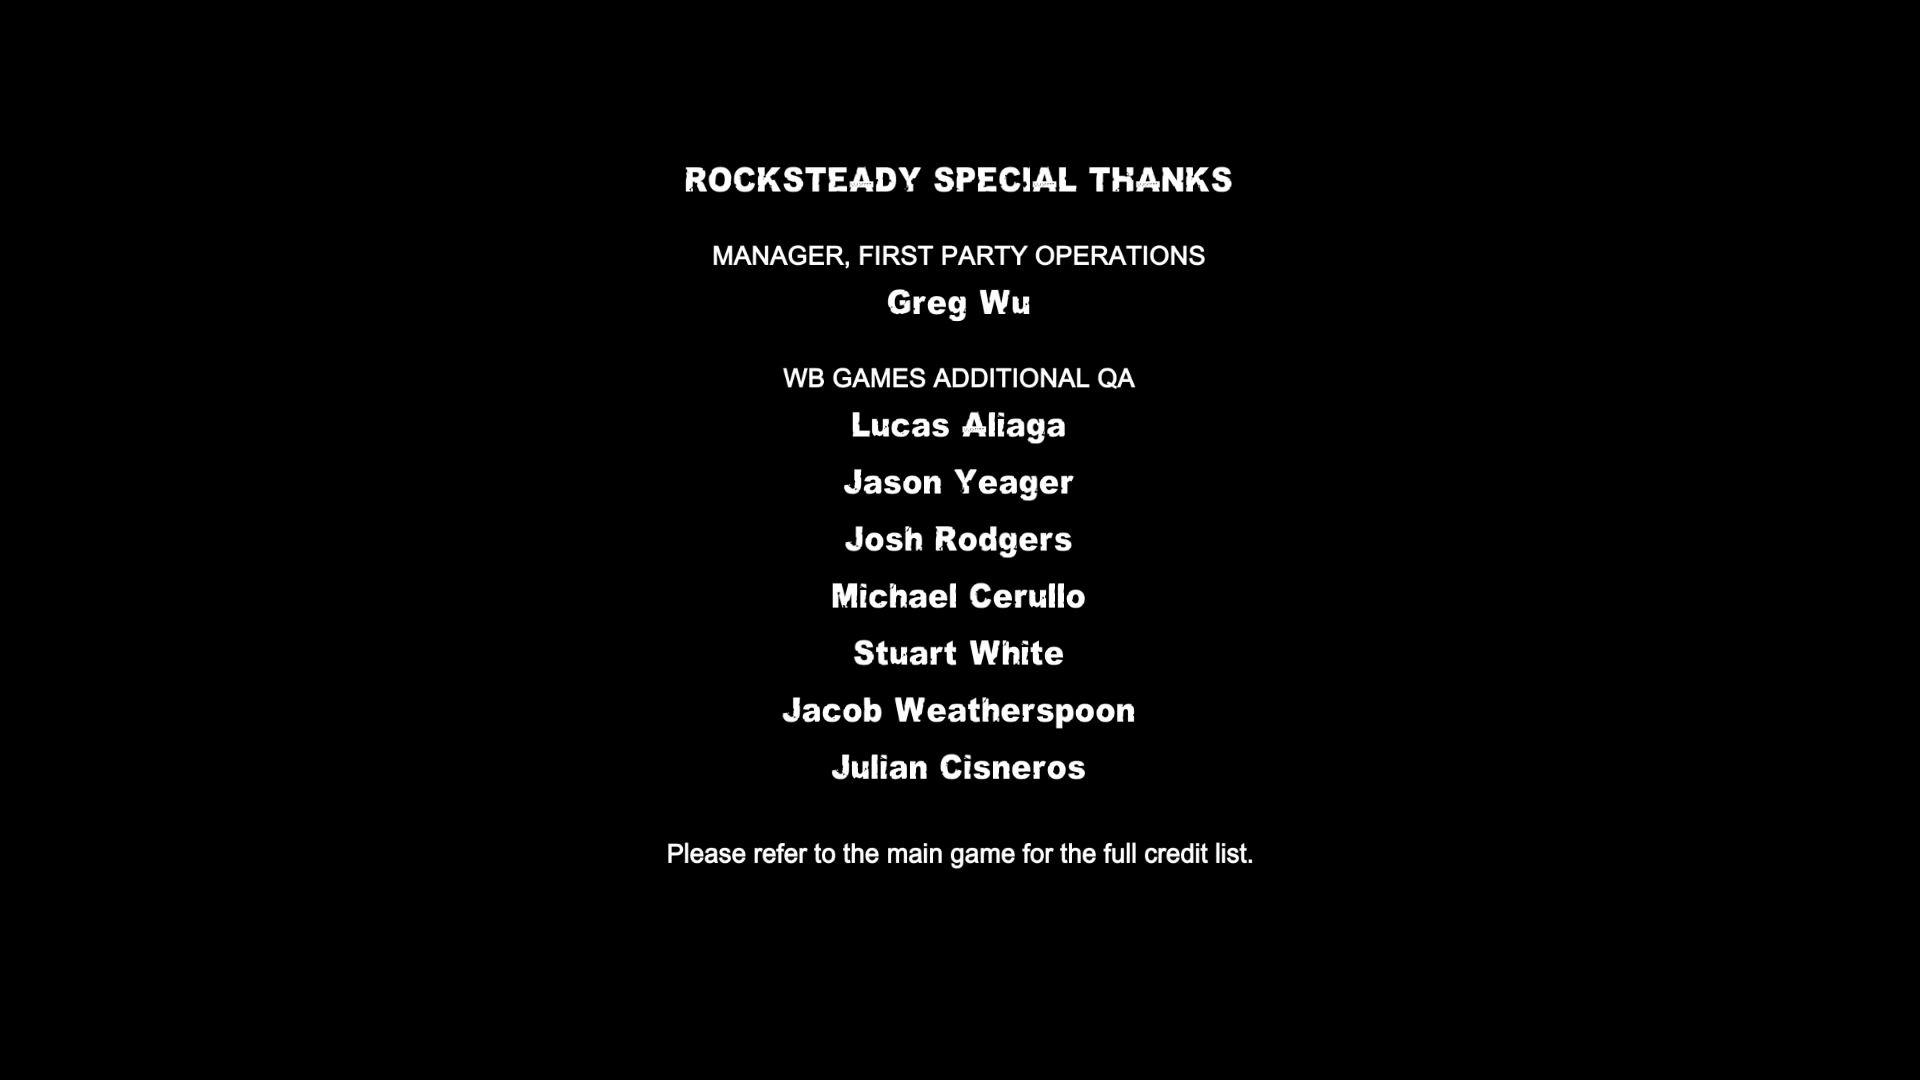 ROCKSTEADY SPECIAL THANKS
MANAGER, FIRST PARTY OPERATIONS
Greg Wu
WB GAMES ADDITIONAL QA
Lucas Aliaga
Jason Yeager
Josh Rodgers
Michael Cerullo
Stuart White
Jacob Weatherspoon
Julian Cisneros
Please refer to the main game for the full credit list.